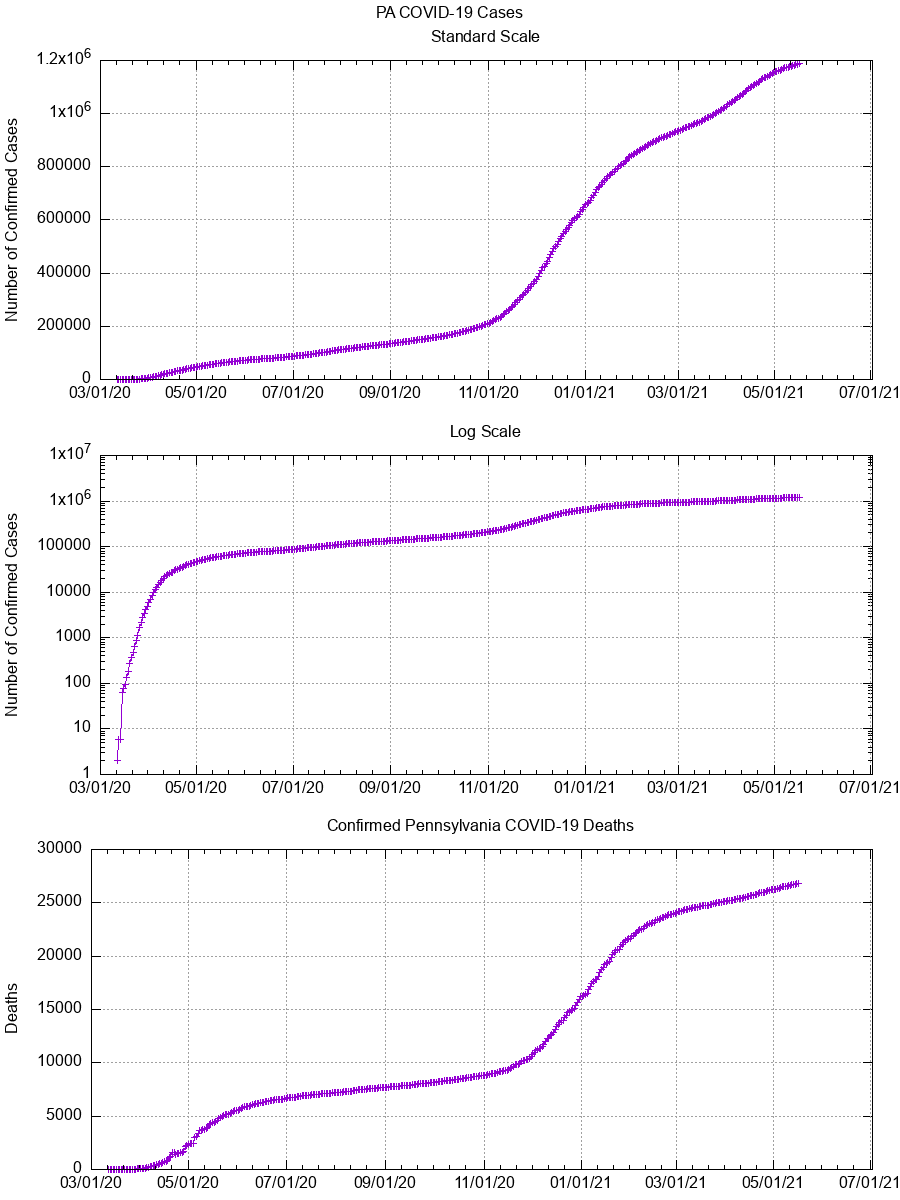 PA COVID-19 Cases
Standard Scale
Number of Confirmed Cases
1.2x10^6
1x10^6
800000
600000
400000
200000
0
03/01/20 05/01/20 07/01/20 09/01/20 11/01/20 01/01/21 03/01/21 05/01/21 07/01/21
Log Scale
Number of Confirmed Cases
1x10^7
1x10^6
100000
10000
1000
100
10
1
03/01/20 05/01/20 07/01/20 09/01/20 11/01/20 01/01/21 03/01/21 05/01/21 07/01/21
Confirmed Pennsylvania COVID-19 Deaths
Deaths
30000
25000
20000
15000
10000
5000
0
03/01/20 05/01/20 07/01/20 09/01/20 11/01/20 01/01/21 03/01/21 05/01/21 07/01/21